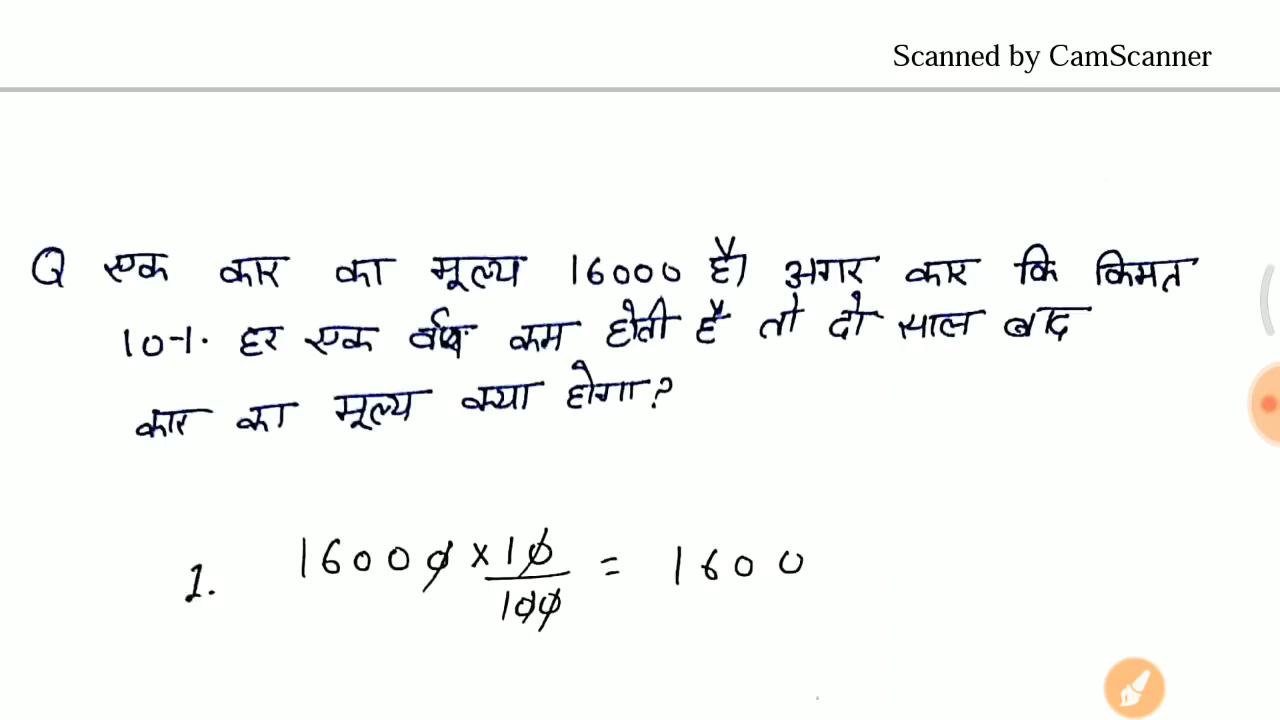 Scanned by CamScanner
Q एक कार का मूल्य 16000 है। अगर कार कि किमत
10% हर एक वर्ष कम होती है तो दो साल बाद
कार का मूल्य क्या होगा?
1. 16000 × 10/100 = 1600